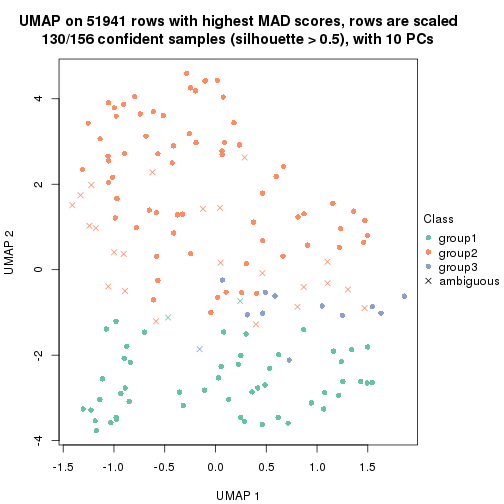 UMAP on 51941 rows with highest MAD scores, rows are scaled
130/156 confident samples (silhouette > 0.5), with 10 PCs
4
2
0
-2
-4
UMAP 2
-1.5 -1.0 -0.5 0.0 0.5 1.0 1.5
UMAP 1
Class
group1
group2
group3
ambiguous